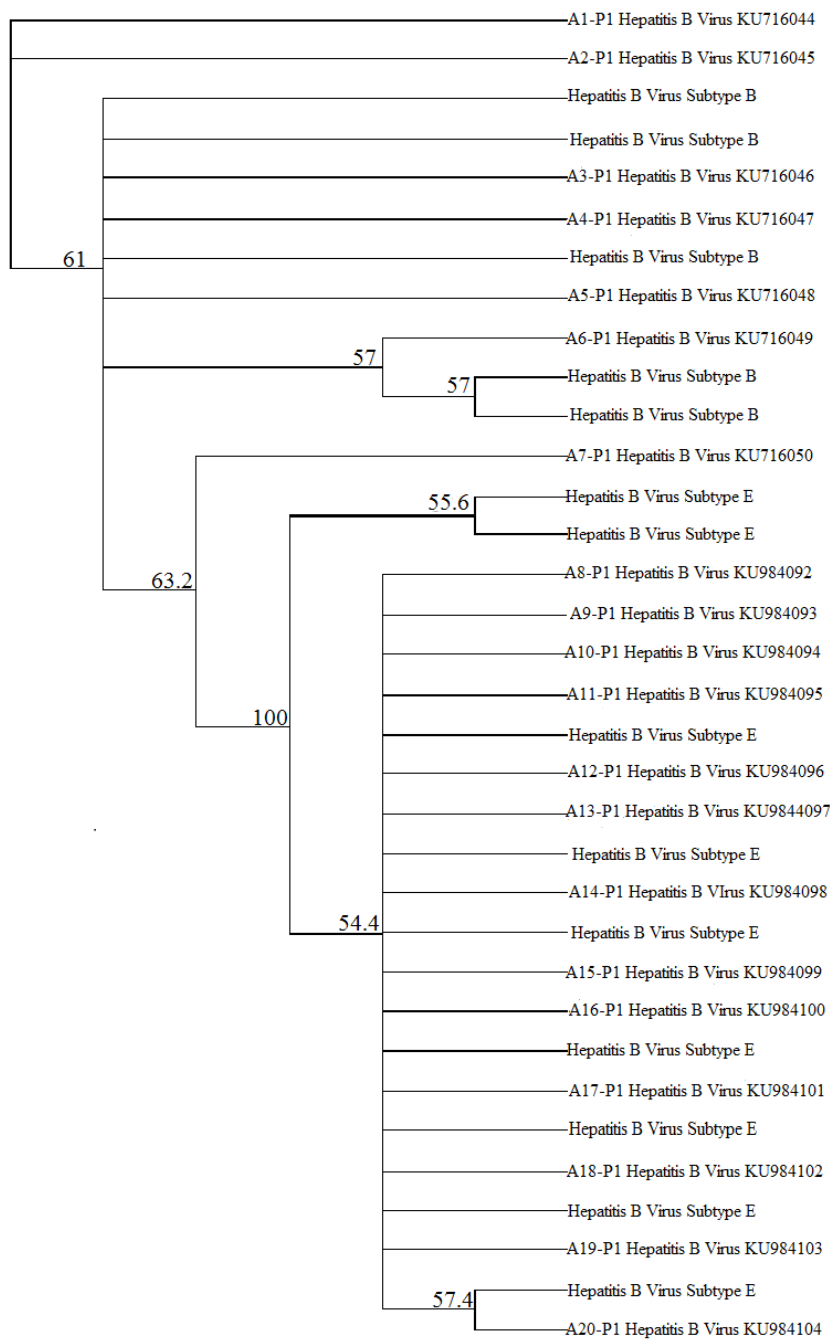 A1-P1 Hepatitis B Virus KU716044
A2-P1 Hepatitis B Virus KU716045
Hepatitis B Virus Subtype B
Hepatitis B Virus Subtype B
A3-P1 Hepatitis B Virus KU716046
A4-P1 Hepatitis B Virus KU716047
61
Hepatitis B Virus Subtype B
A5-P1 Hepatitis B Virus KU716048
A6-P1 Hepatitis B Virus KU716049
57
Hepatitis B Virus Subtype B
57
Hepatitis B Virus Subtype B
A7-P1 Hepatitis B Virus KU716050
Hepatitis B Virus Subtype E
55.6
Hepatitis B Virus Subtype E
A8-P1 Hepatitis B Virus KU984092
63.2
A9-P1 Hepatitis B Virus KU984093
A10-P1 Hepatitis B Virus KU984094
A11-P1 Hepatitis B Virus KU984095
100
Hepatitis B Virus Subtype E
A12-P1 Hepatitis B Virus KU984096
A13-P1 Hepatitis B Virus KU9844097
Hepatitis B Virus Subtype E
A14-P1 Hepatitis B VIrus KU984098
54.4
Hepatitis B Virus Subtype E
A15-P1 Hepatitis B Virus KU984099
A16-P1 Hepatitis B Virus KU984100
Hepatitis B Virus Subtype E
A17-P1 Hepatitis B Virus KU984101
Hepatitis B Virus Subtype E
A18-P1 Hepatitis B Virus KU984102
Hepatitis B Virus Subtype E
A19-P1 Hepatitis B Virus KU984103
Hepatitis B Virus Subtype E
57.4
A20-P1 Hepatitis B Virus KU984104